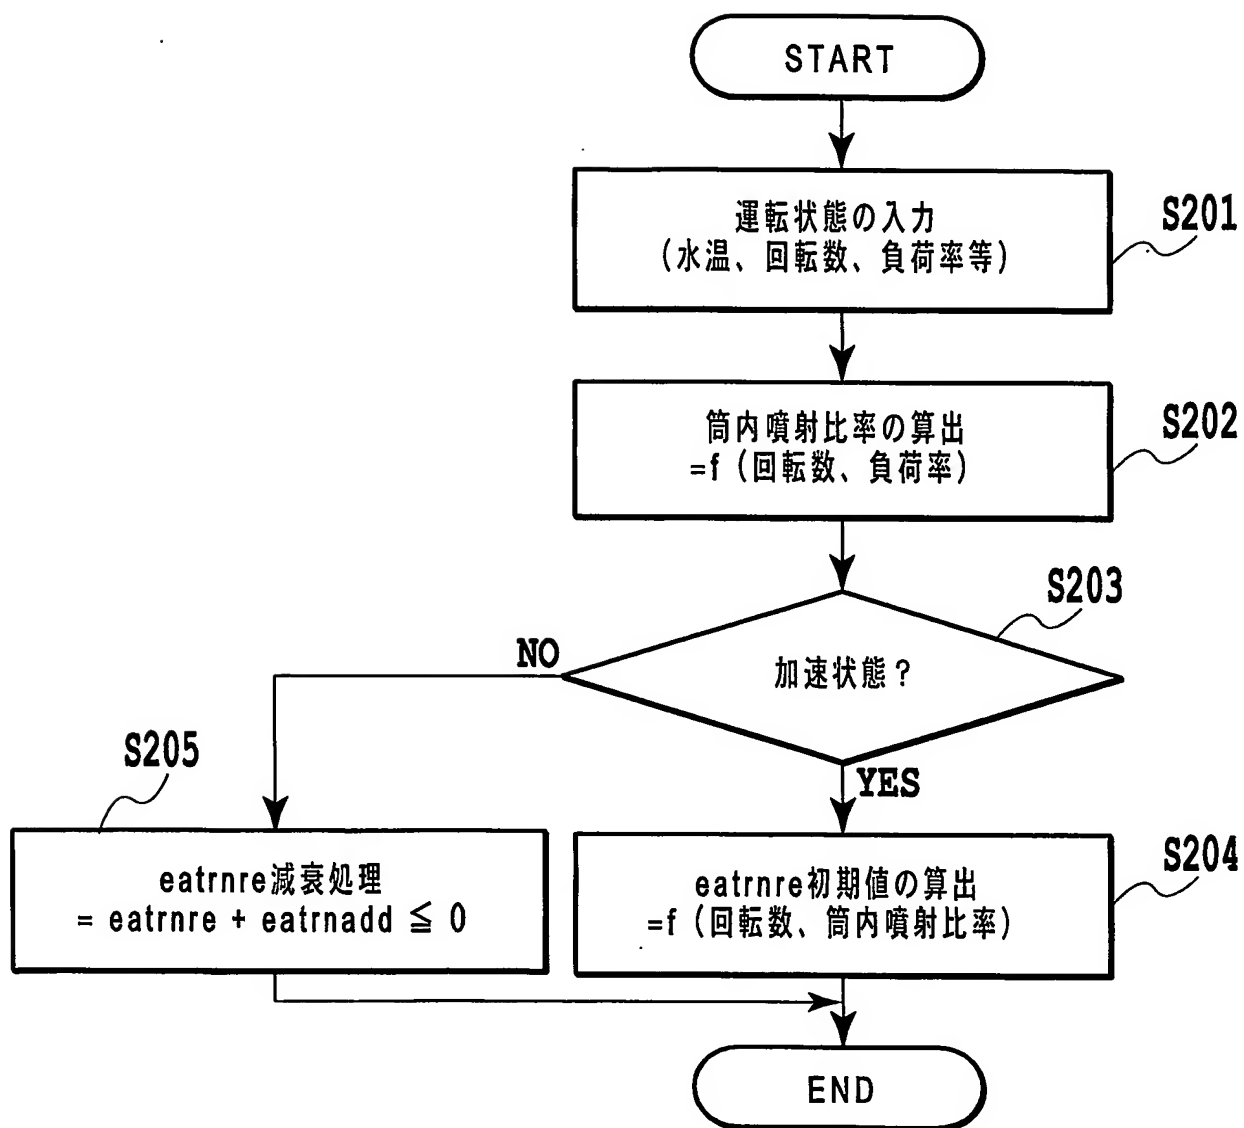 START
運転状態の入力
(水温、回転数、負荷率等)
S201
筒内噴射比率の算出
=f (回転数、負荷率)
S202
S203
加速状態?
NO
YES
S205
eatrnre減衰処理
= eatrnre + eatrnadd ≦ 0
S204
eatrnre初期値の算出
=f (回転数、筒内噴射比率)
END